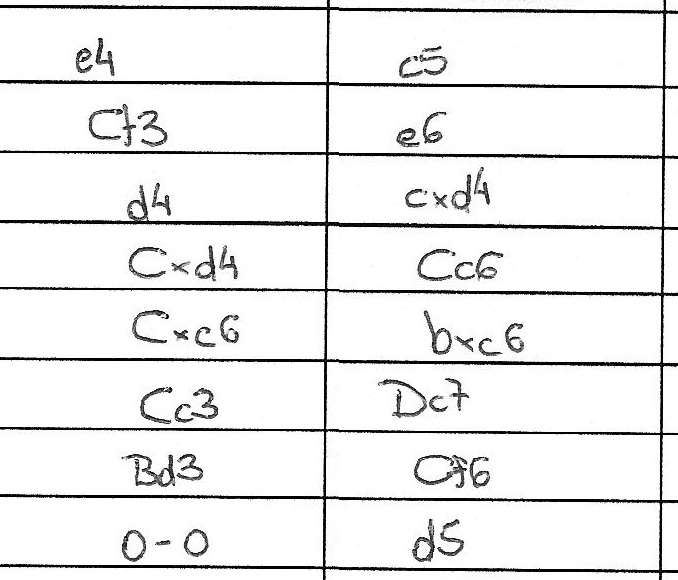 e4 c5
Cf3 e6
d4 cxd4
Cxd4 Cc6
Cxc6 bxc6
Cc3 Dc7
Bd3 Cf6
0-0 d5